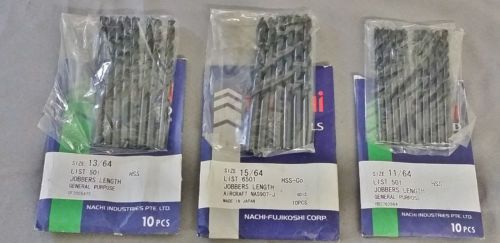 SIZE 13/64
LIST 501 HSS
JOBBERS LENGTH
GENERAL PURPOSE
NACHI INDUSTRIES PTE. LTD.
10 PCS
SIZE 15/64
LIST 6501 HSS-Co
JOBBERS LENGTH
AIRCRAFT NAS907-J
MADE IN JAPAN 10PCS
NACHI-FUJIKOSHI CORP.
SIZE 11/64
LIST 501 HSS
JOBBERS LENGTH
GENERAL PURPOSE
NACHI INDUSTRIES PTE. LTD.
10 PCS